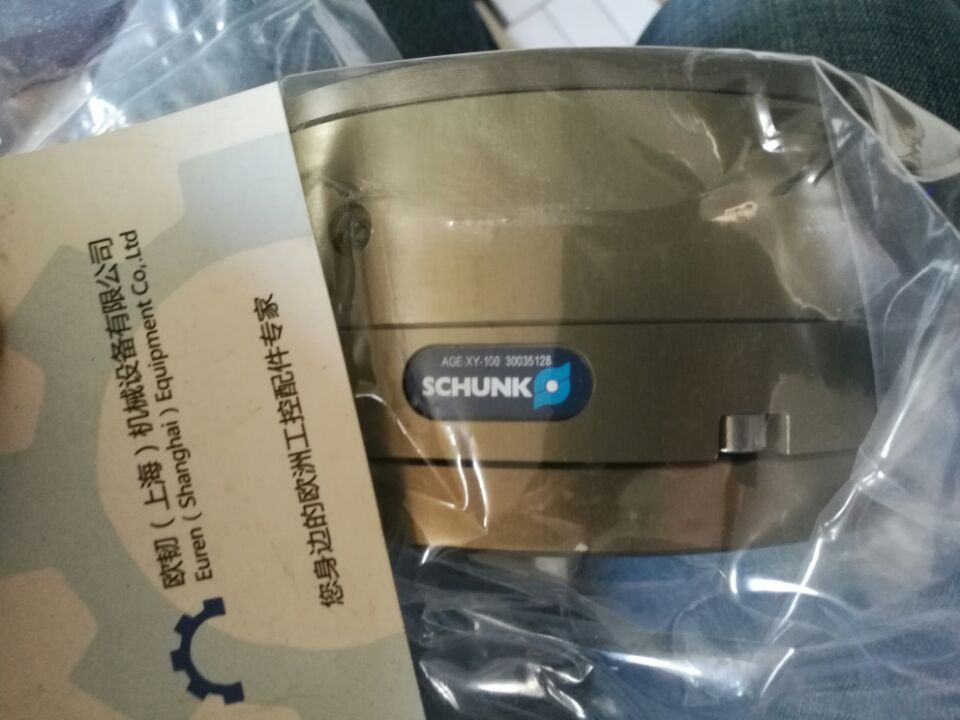 欧韧（上海）机械设备有限公司
Euren（Shanghai）Equipment Co,.Ltd
您身边的欧洲工控配件专家
AGE-XY-100 30035128
SCHUNK